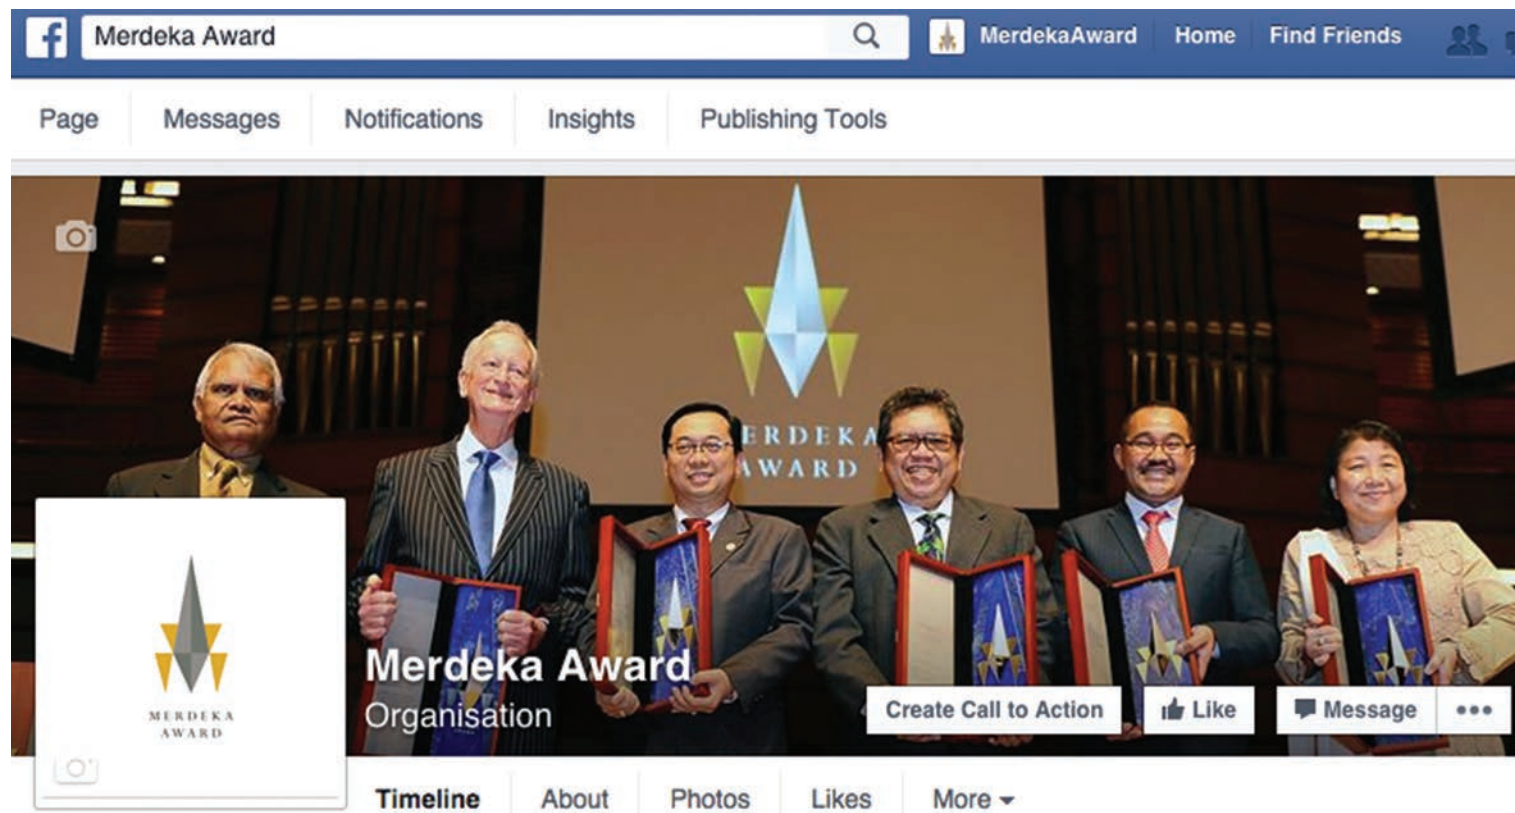 Merdeka Award
MerdekaAward Home Find Friends
Page Messages Notifications Insights Publishing Tools
ERDEKA
AWARD
MERDEKA
AWARD
Merdeka Award
Organisation
Create Call to Action Like Message
Timeline About Photos Likes More